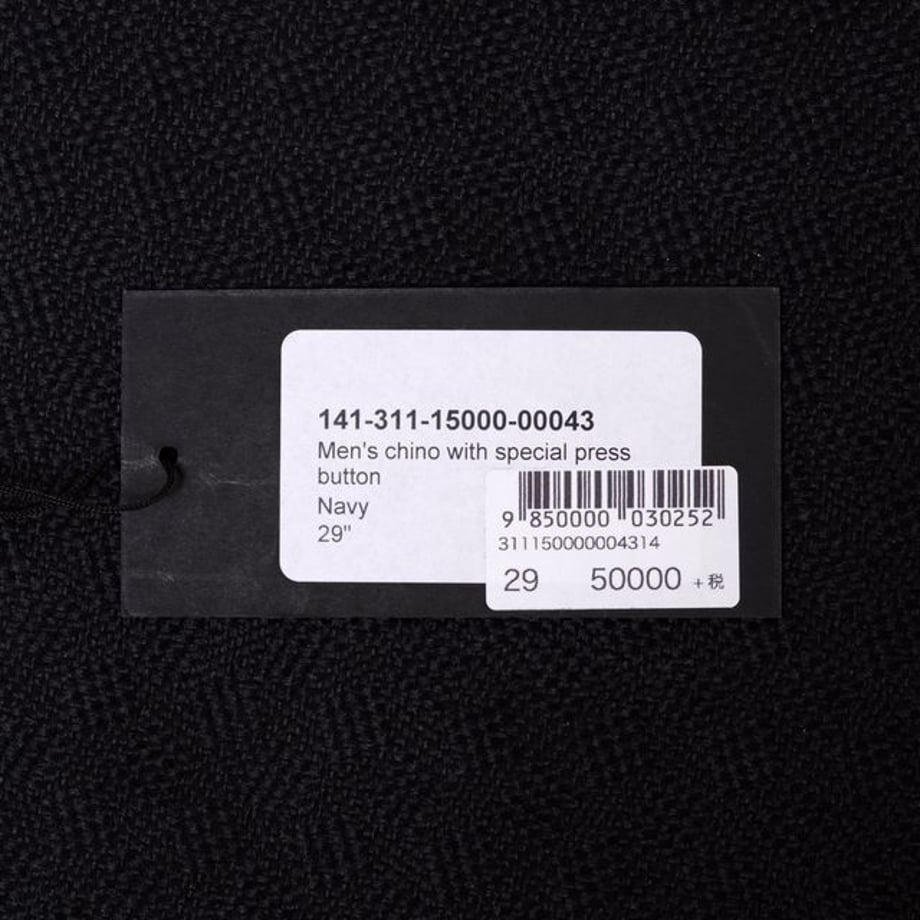 141-311-15000-00043
Men's chino with special press
button
Navy
29"
9 850000 030252
311150000004314
29 50000 +税